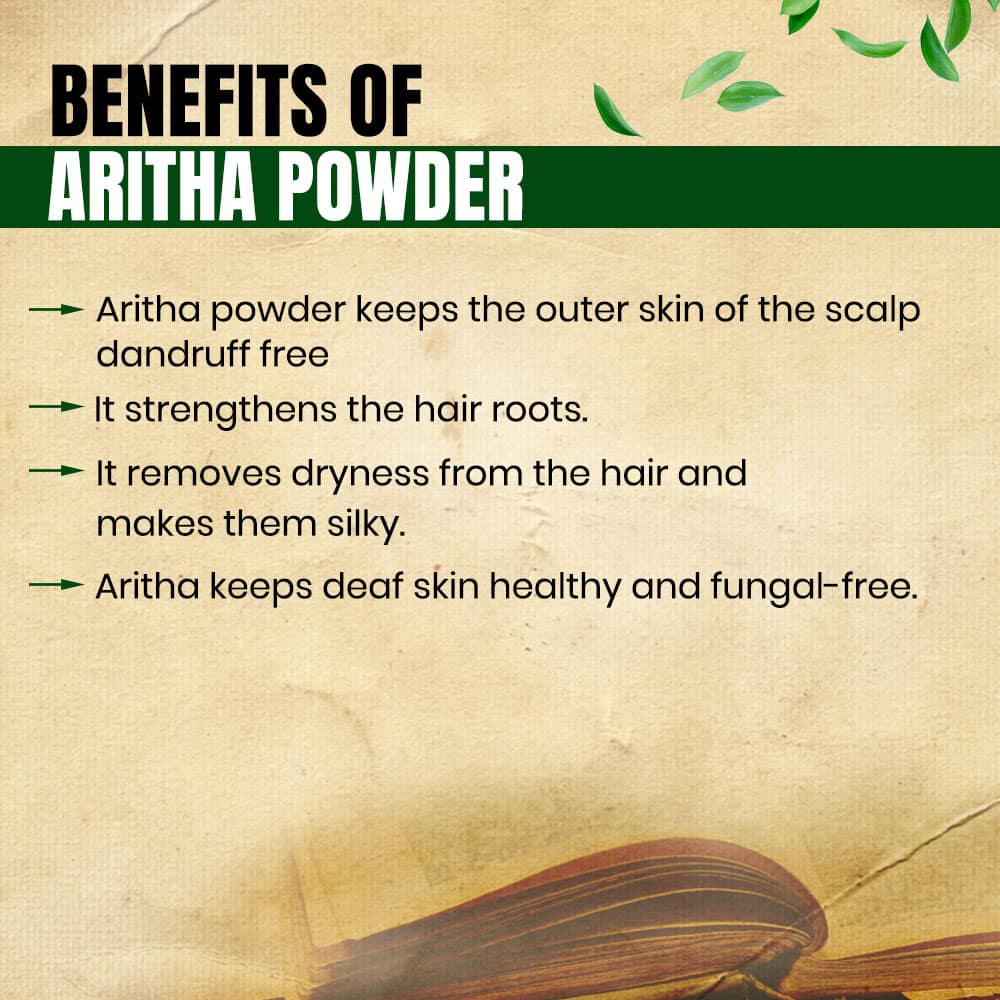 BENEFITS OF
ARITHA POWDER
Aritha powder keeps the outer skin of the scalp
dandruff free
It strengthens the hair roots.
It removes dryness from the hair and
makes them silky.
Aritha keeps deaf skin healthy and fungal-free.